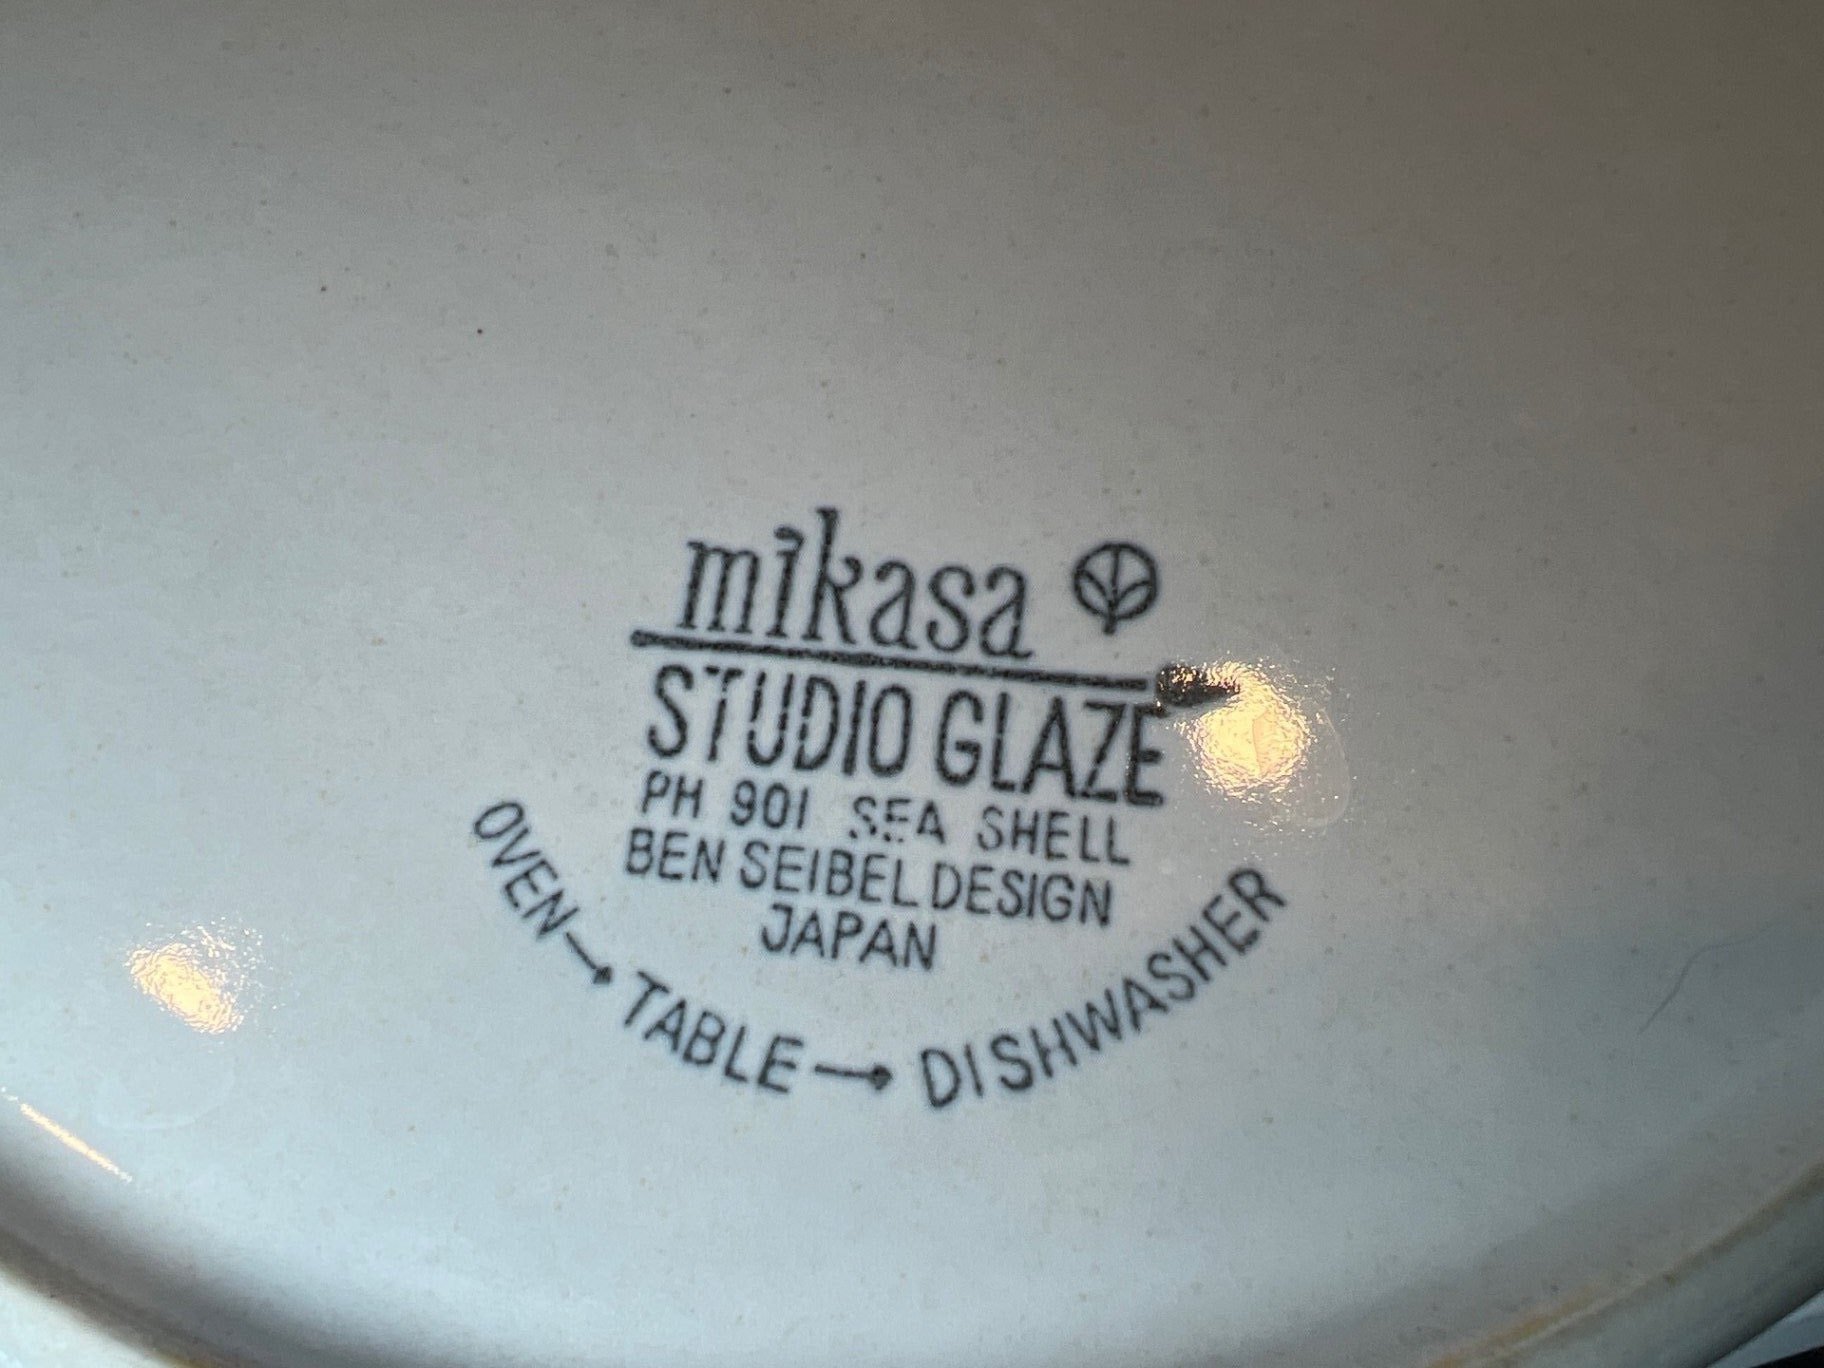 mikasa
STUDIO GLAZE
PH 901 SEA SHELL
BEN SEIBEL DESIGN
JAPAN
OVEN→TABLE→DISHWASHER